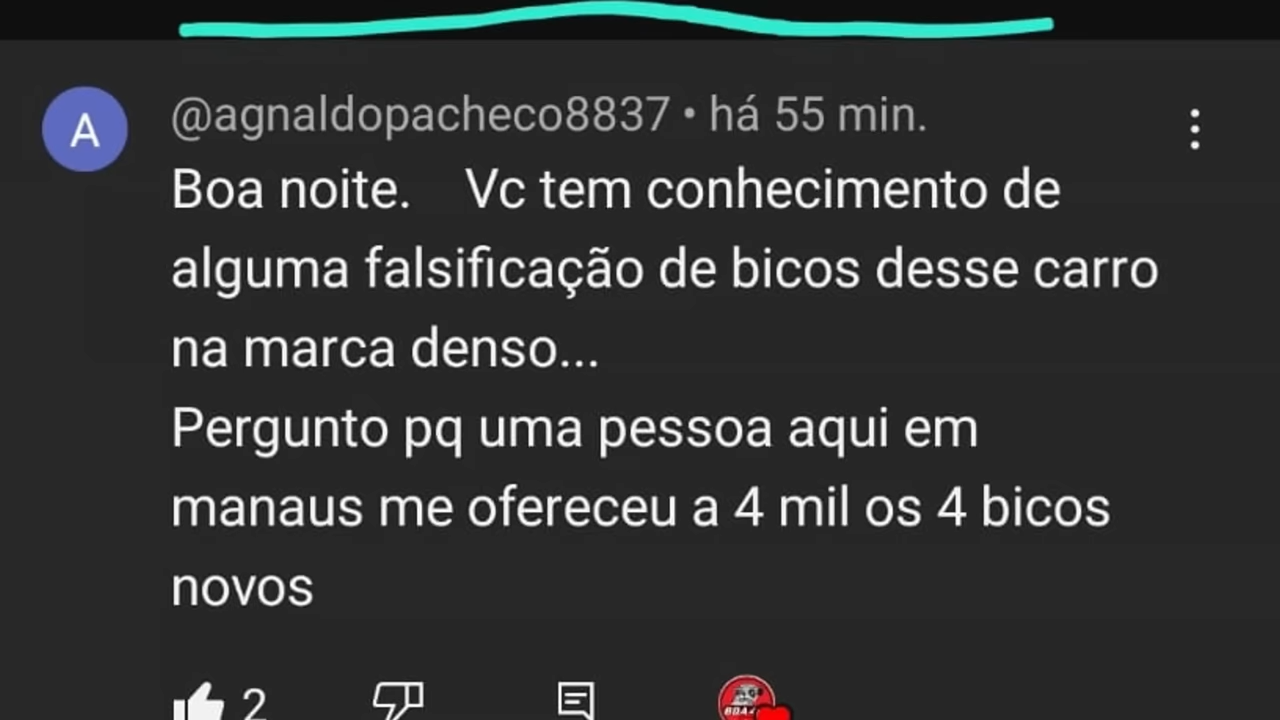 @agnaldopacheco8837 • há 55 min.
A
Boa noite. Vc tem conhecimento de
alguma falsificação de bicos desse carro
na marca denso...
Pergunto pq uma pessoa aqui em
manaus me ofereceu a 4 mil os 4 bicos
novos
2